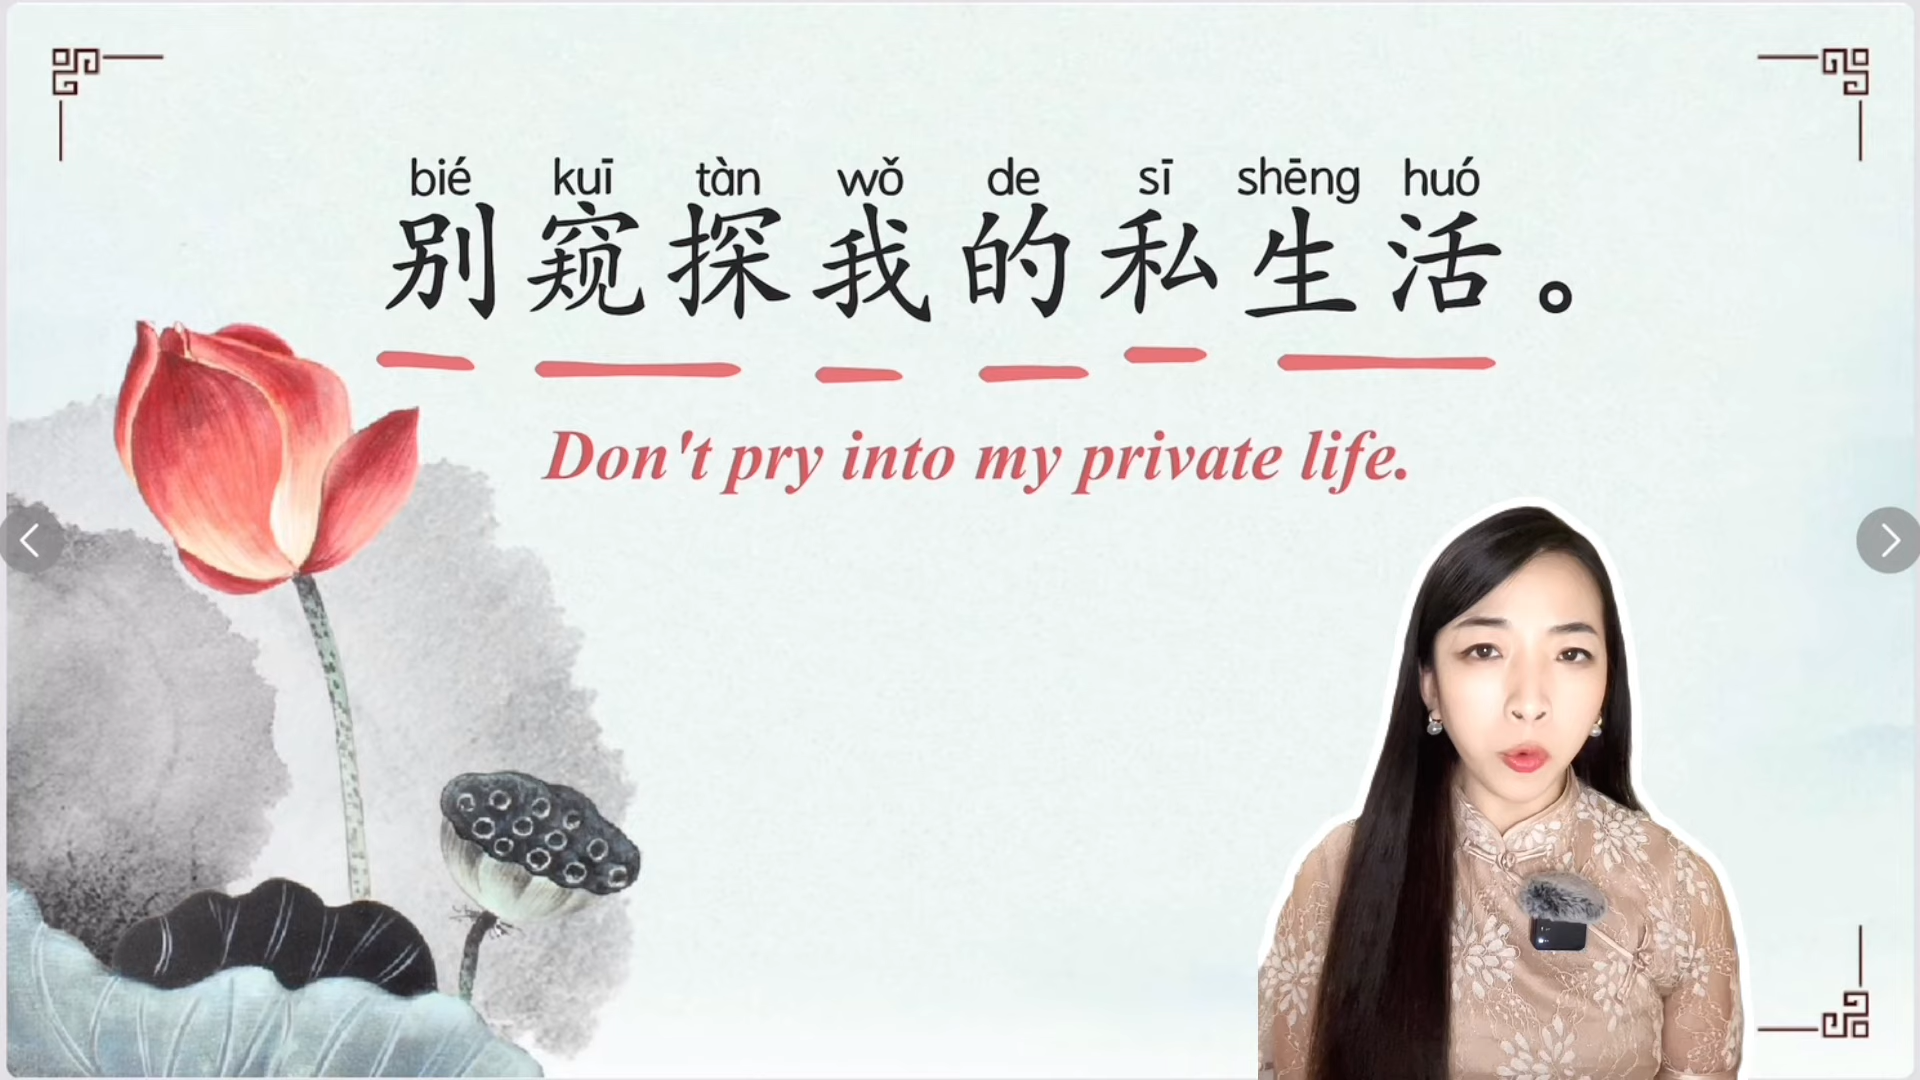 bié kuī tàn wǒ de sī shēng huó
别窥探我的私生活。
Don't pry into my private life.